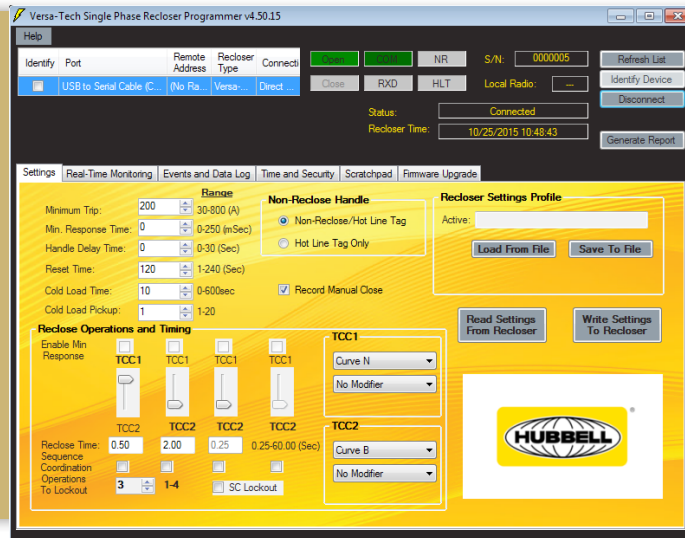 Versa-Tech Single Phase Recloser Programmer v4.50.15
Help
Identify Port Remote Address Recloser Type Connecti
USB to Serial Cable (C... (No Ra... Versa-... Direct ...
Open COM NR S/N: 0000005
Close RXD HLT Local Radio: ---
Status: Connected
Recloser Time: 10/25/2015 10:48:43
Refresh List
Identify Device
Disconnect
Generate Report
Settings Real-Time Monitoring Events and Data Log Time and Security Scratchpad Firmware Upgrade
Range
Minimum Trip: 200 30-800 (A)
Min. Response Time: 0 0-250 (mSec)
Handle Delay Time: 0 0-30 (Sec)
Reset Time: 120 1-240 (Sec)
Cold Load Time: 10 0-600sec
Cold Load Pickup: 1 1-20
Non-Reclose Handle
Non-Reclose/Hot Line Tag
Hot Line Tag Only
Record Manual Close
Recloser Settings Profile
Active:
Load From File Save To File
Read Settings From Recloser
Write Settings To Recloser
Reclose Operations and Timing
Enable Min Response
TCC1 TCC1 TCC1 TCC1
TCC2 TCC2 TCC2 TCC2
Reclose Time: 0.50 2.00 0.25 0.25-60.00 (Sec)
Sequence Coordination
Operations To Lockout 3 1-4 SC Lockout
TCC1
Curve N
No Modifier
TCC2
Curve B
No Modifier
HUBBELL